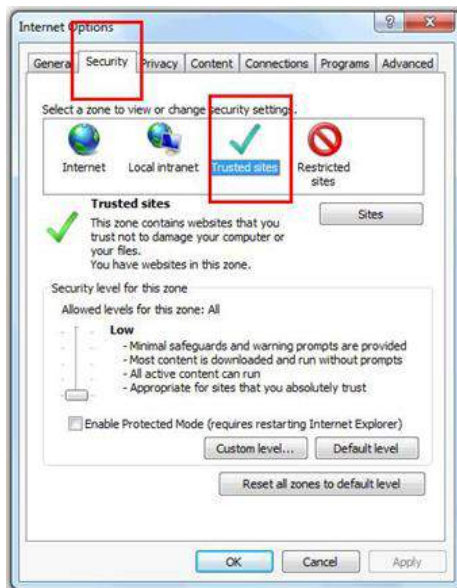 Internet Options
General Security Privacy Content Connections Programs Advanced
Select a zone to view or change security settings.
Internet Local intranet Trusted sites Restricted
sites
Trusted sites
Sites
This zone contains websites that you
trust not to damage your computer or
your files.
You have websites in this zone.
Security level for this zone
Allowed levels for this zone: All
Low
- Minimal safeguards and warning prompts are provided
- Most content is downloaded and run without prompts
- All active content can run
- Appropriate for sites that you absolutely trust
Enable Protected Mode (requires restarting Internet Explorer)
Custom level... Default level
Reset all zones to default level
OK Cancel Apply